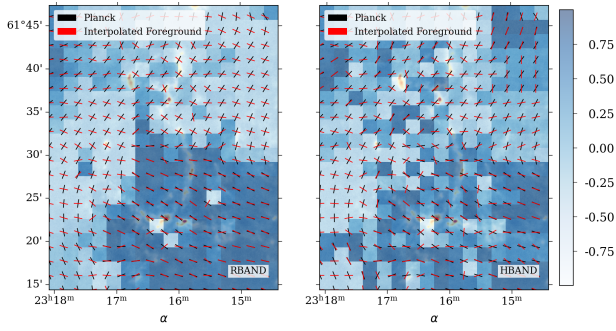 Planck
Interpolated Foreground
61°45'
40'
35'
30'
25'
20'
15'
RBAND
23ʰ18ᵐ 17ᵐ 16ᵐ 15ᵐ
α
Planck
Interpolated Foreground
HBAND
23ʰ18ᵐ 17ᵐ 16ᵐ 15ᵐ
α
0.75
0.50
0.25
0.00
−0.25
−0.50
−0.75